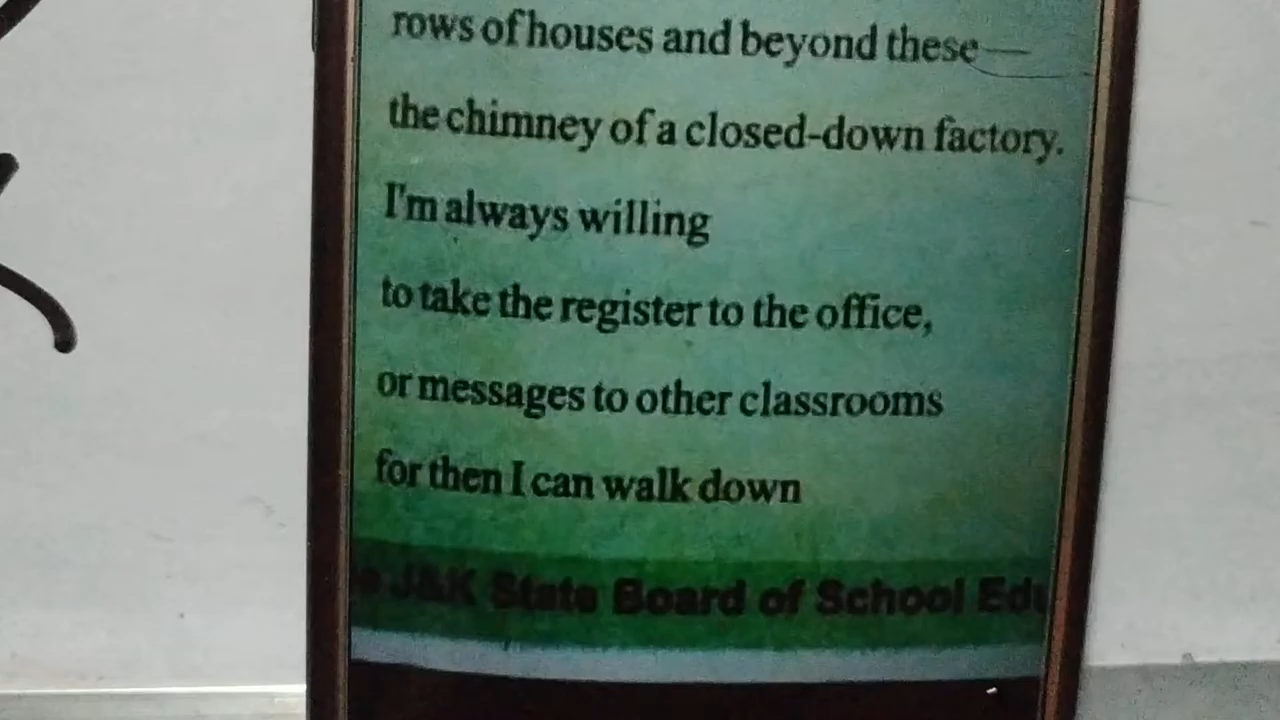 rows of houses and beyond these—
the chimney of a closed-down factory.
I'm always willing
to take the register to the office,
or messages to other classrooms
for then I can walk down
J&K State Board of School